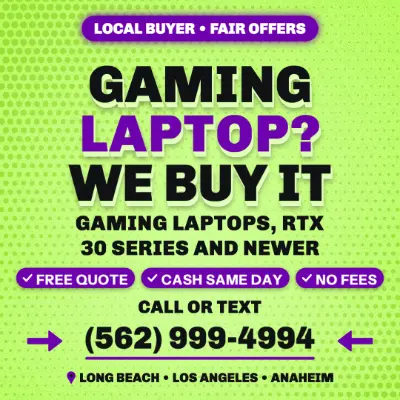 LOCAL BUYER • FAIR OFFERS
GAMING
LAPTOP?
WE BUY IT
GAMING LAPTOPS, RTX
30 SERIES AND NEWER
✓ FREE QUOTE ✓ CASH SAME DAY ✓ NO FEES
CALL OR TEXT
(562) 999-4994
LONG BEACH • LOS ANGELES • ANAHEIM